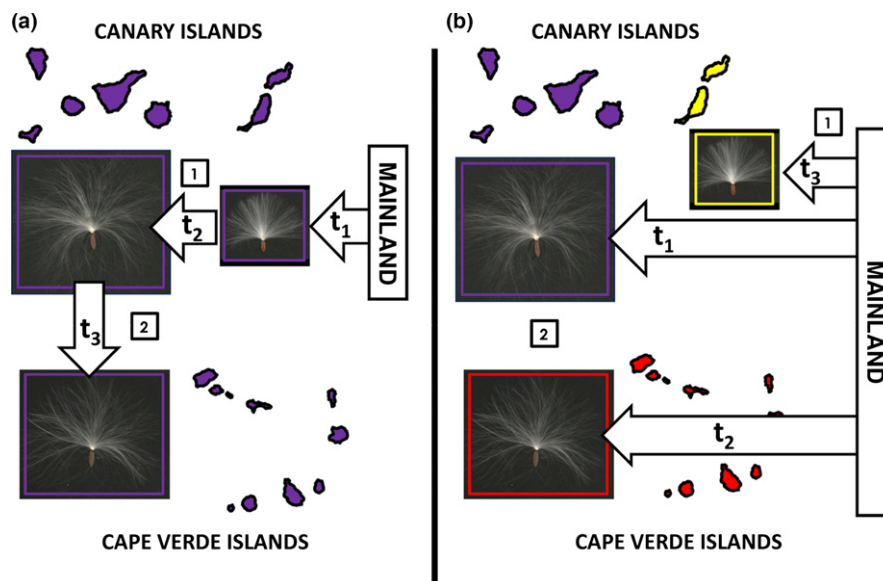 (a)
CANARY ISLANDS
1
MAINLAND
t2
t1
t3
2
CAPE VERDE ISLANDS
(b)
CANARY ISLANDS
1
t3
t1
MAINLAND
2
t2
CAPE VERDE ISLANDS